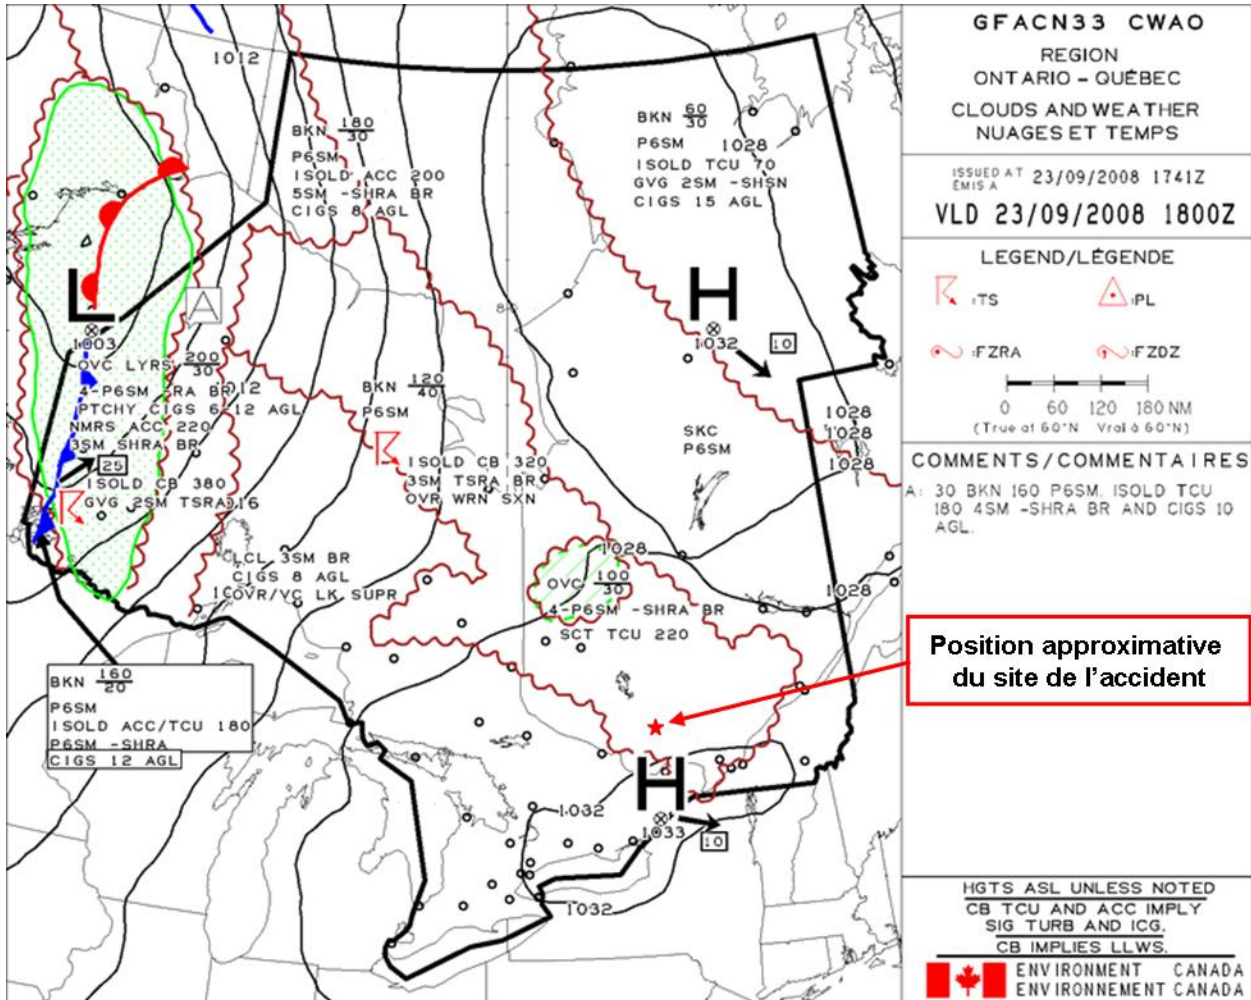 GFACN33 CWAO
REGION
ONTARIO – QUÉBEC
CLOUDS AND WEATHER
NUAGES ET TEMPS
ISSUED AT
ÉMIS A
23/09/2008 1741Z
VLD 23/09/2008 1800Z
LEGEND/LÉGENDE
:TS
:PL
:FZRA
:FZDZ
0 60 120 180 NM
(True at 60°N Vrai à 60°N)
COMMENTS/COMMENTAIRES
A: 30 BKN 160 P6SM. ISOLD TCU
180 4SM -SHRA BR AND CIGS 10
AGL.
Position approximative
du site de l'accident
HGTS ASL UNLESS NOTED
CB TCU AND ACC IMPLY
SIG TURB AND ICG.
CB IMPLIES LLWS.
ENVIRONMENT CANADA
ENVIRONNEMENT CANADA
1012
BKN 180/30
P6SM
ISOLD ACC 200
5SM -SHRA BR
CIGS 8 AGL
BKN 60/30
P6SM
1028
ISOLD TCU 70
GVG 2SM -SHSN
CIGS 15 AGL
L
1003
A
OVC LYRS 200/30
4-P6SM -RA BR
1012
PTCHY CIGS 6-12 AGL
NMRS ACC 220
3SM SHRA BR
25
ISOLD CB 380
GVG 2SM TSRA
16
BKN 120/40
P6SM
ISOLD CB 320
3SM TSRA BR
OVR WRN SXN
80
H
1032
10
SKC
P6SM
1028
1028
1028
LCL 3SM BR
CIGS 8 AGL
OVR/VC LK SUPR
1028
OVC 100/30
4-P6SM -SHRA BR
SCT TCU 220
1028
BKN 160/20
P6SM
ISOLD ACC/TCU 180
P6SM -SHRA
CIGS 12 AGL
H
1033
10
1032
1032